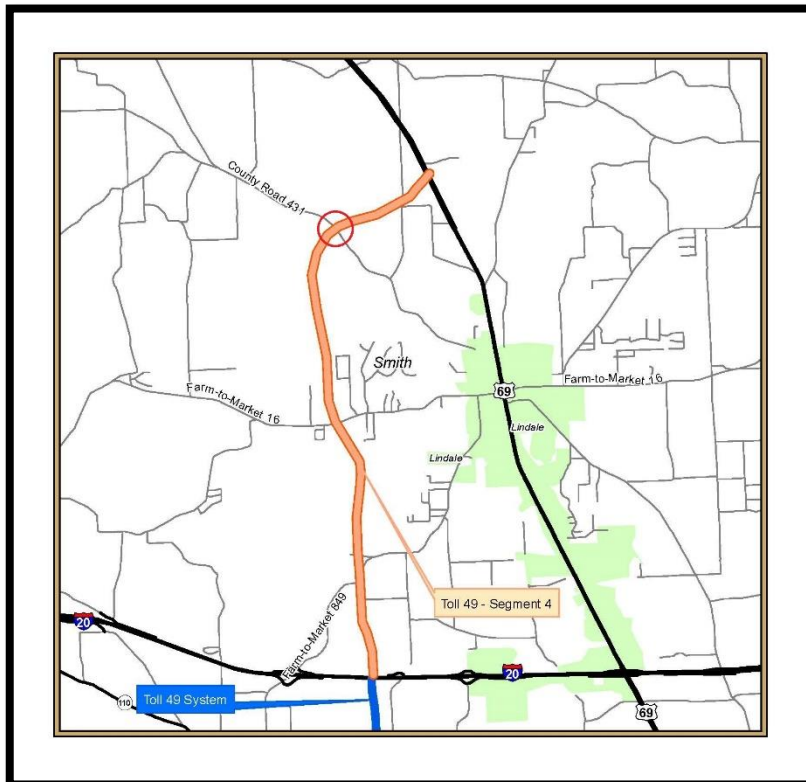 County Road 431
Smith
Farm-to-Market 16
Farm-to-Market 16
69
Lindale
Lindale
Toll 49 - Segment 4
Farm-to-Market 849
20
20
Toll 49 System
110
69